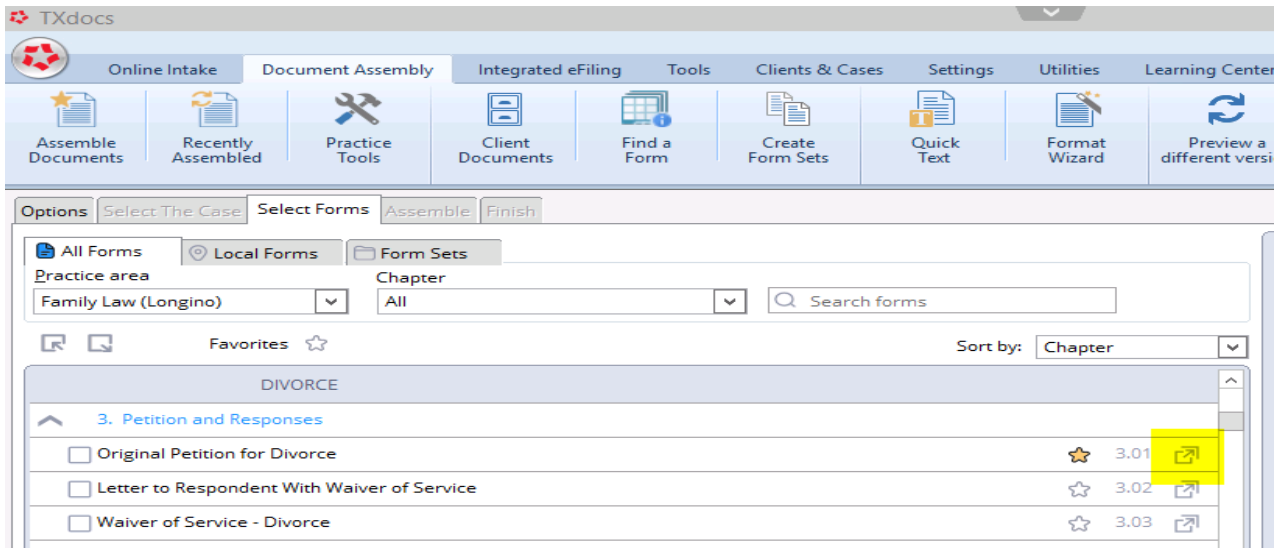 TXdocs
Online Intake Document Assembly Integrated eFiling Tools Clients & Cases Settings Utilities Learning Center
Assemble Documents
Recently Assembled
Practice Tools
Client Documents
Find a Form
Create Form Sets
Quick Text
Format Wizard
Preview a different versi
Options Select The Case Select Forms Assemble Finish
All Forms Local Forms Form Sets
Practice area Chapter
Family Law (Longino) All Search forms
Favorites Sort by: Chapter
DIVORCE
3. Petition and Responses
Original Petition for Divorce 3.01
Letter to Respondent With Waiver of Service 3.02
Waiver of Service - Divorce 3.03